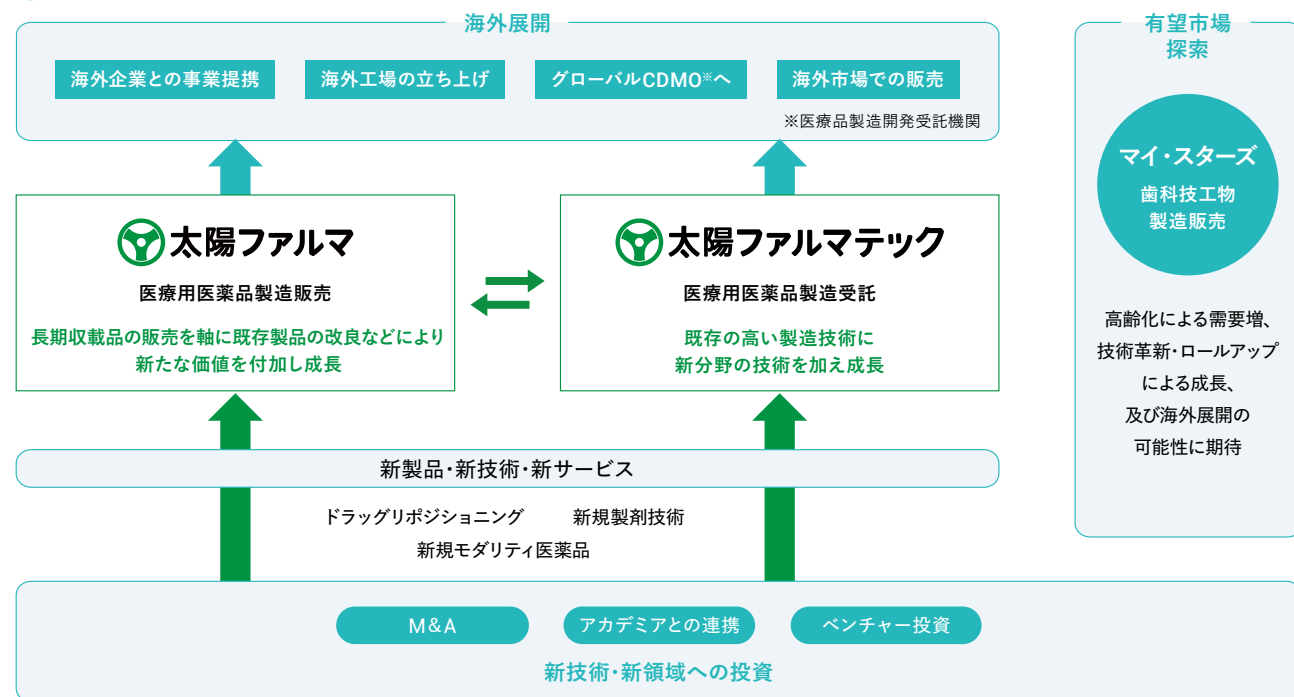 海外展開
海外企業との事業提携
海外工場の立ち上げ
グローバルCDMO※へ
海外市場での販売
※医療品製造開発受託機関
太陽ファルマ
医療用医薬品製造販売
長期収載品の販売を軸に既存製品の改良などにより
新たな価値を付加し成長
太陽ファルマテック
医療用医薬品製造受託
既存の高い製造技術に
新分野の技術を加え成長
新製品・新技術・新サービス
ドラッグリポジショニング
新規製剤技術
新規モダリティ医薬品
M&A
アカデミアとの連携
ベンチャー投資
新技術・新領域への投資
有望市場
探索
マイ・スターズ
歯科技工物
製造販売
高齢化による需要増、
技術革新・ロールアップ
による成長、
及び海外展開の
可能性に期待